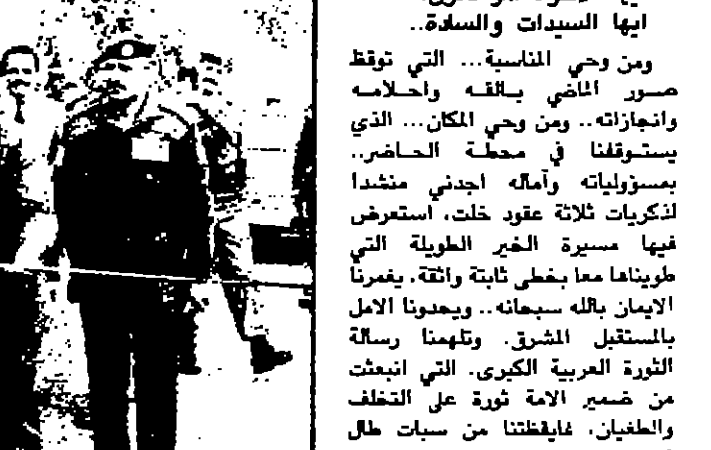 ايها السيدات والسادة..
ومن وحي المناسبة... التي توقظ
صور الماضي بالقه واحلامه
وانجازاته.. ومن وحي المكان... الذي
يستوقفنا في محطة الحاضر..
بمسؤولياته وآماله اجدني منشدا
لذكريات ثلاثة عقود خلت، استعرض
فيها مسيرة الخير الطويلة التي
طويناها معا بخطى ثابتة واثقة، يغمرنا
الايمان بالله سبحانه.. ويحدونا الامل
بالمستقبل المشرق. وتلهمنا رسالة
الثورة العربية الكبرى. التي انبعثت
من ضمير الامة ثورة على التخلف
والطغيان، فايقظتنا من سبات طال